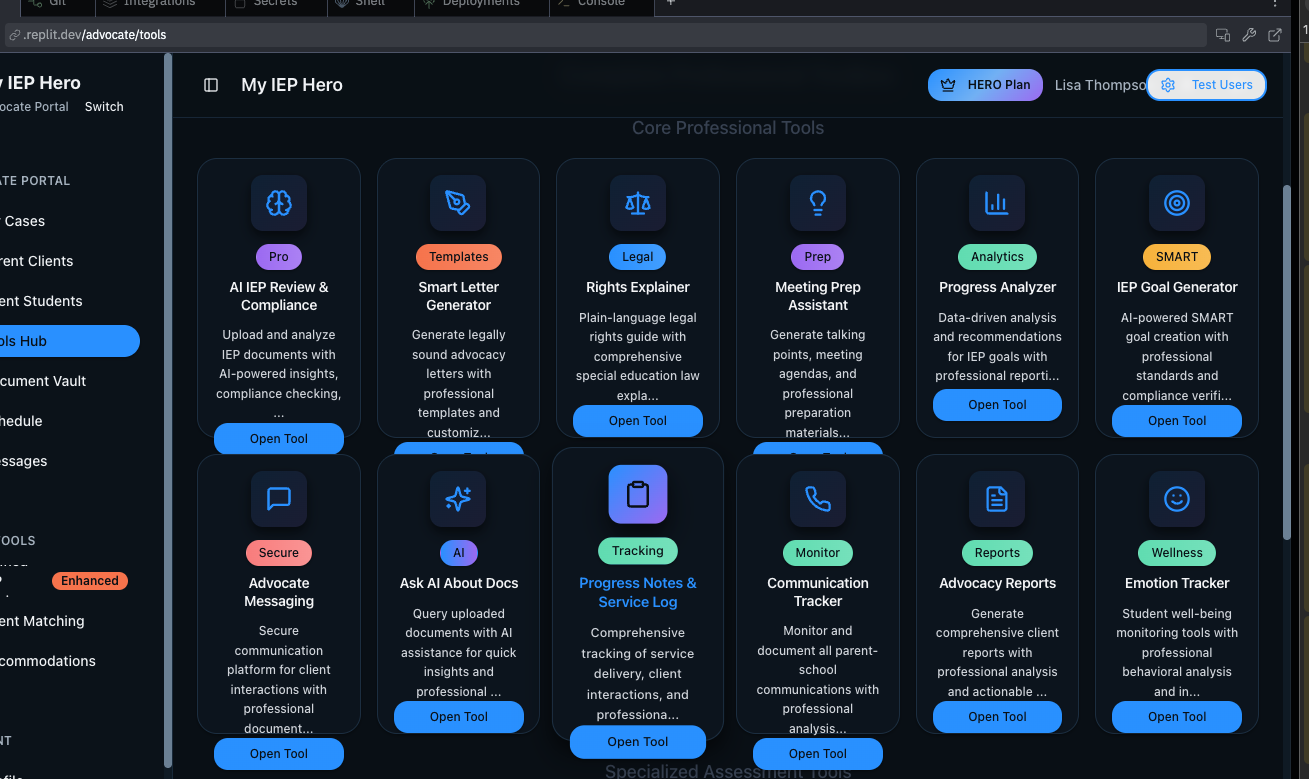 Git
Integrations
Secrets
Shell
Deployments
Console
+
.replit.dev/advocate/tools
y IEP Hero
ocate Portal Switch
My IEP Hero
HERO Plan
Lisa Thompso
Test Users
ATE PORTAL
Cases
rent Clients
ent Students
ols Hub
cument Vault
hedule
essages
OOLS
Enhanced
ent Matching
commodations
NT
Core Professional Tools
Pro
AI IEP Review &
Compliance
Upload and analyze
IEP documents with
AI-powered insights,
compliance checking,
...
Open Tool
Templates
Smart Letter
Generator
Generate legally
sound advocacy
letters with
professional
templates and
customiz...
Legal
Rights Explainer
Plain-language legal
rights guide with
comprehensive
special education law
expla...
Open Tool
Prep
Meeting Prep
Assistant
Generate talking
points, meeting
agendas, and
professional
preparation
materials...
Analytics
Progress Analyzer
Data-driven analysis
and recommendations
for IEP goals with
professional reporti...
Open Tool
SMART
IEP Goal Generator
AI-powered SMART
goal creation with
professional
standards and
compliance verifi...
Open Tool
Secure
Advocate
Messaging
Secure
communication
platform for client
interactions with
professional
document...
Open Tool
AI
Ask AI About Docs
Query uploaded
documents with AI
assistance for quick
insights and
professional ...
Open Tool
Tracking
Progress Notes &
Service Log
Comprehensive
tracking of service
delivery, client
interactions, and
professiona...
Open Tool
Monitor
Communication
Tracker
Monitor and
document all parent-
school
communications with
professional
analysis...
Open Tool
Reports
Advocacy Reports
Generate
comprehensive client
reports with
professional analysis
and actionable ...
Open Tool
Wellness
Emotion Tracker
Student well-being
monitoring tools with
professional
behavioral analysis
and in...
Open Tool
Specialized Assessment Tools